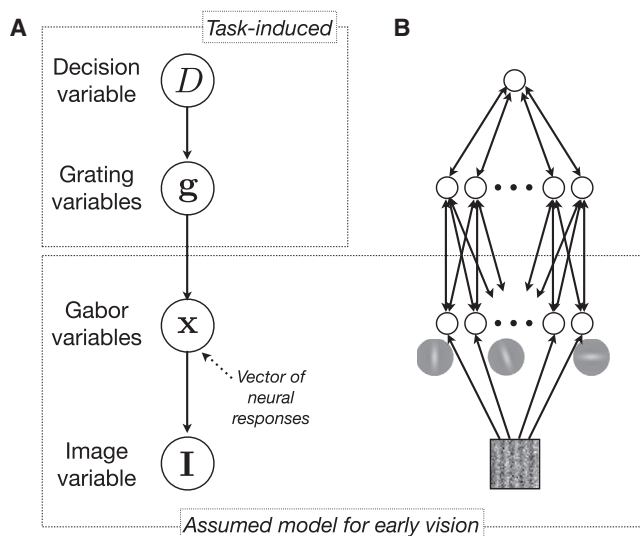 A
Task-induced
B
Decision
variable
D
Grating
variables
g
Gabor
variables
x
Vector of
neural
responses
Image
variable
I
Assumed model for early vision